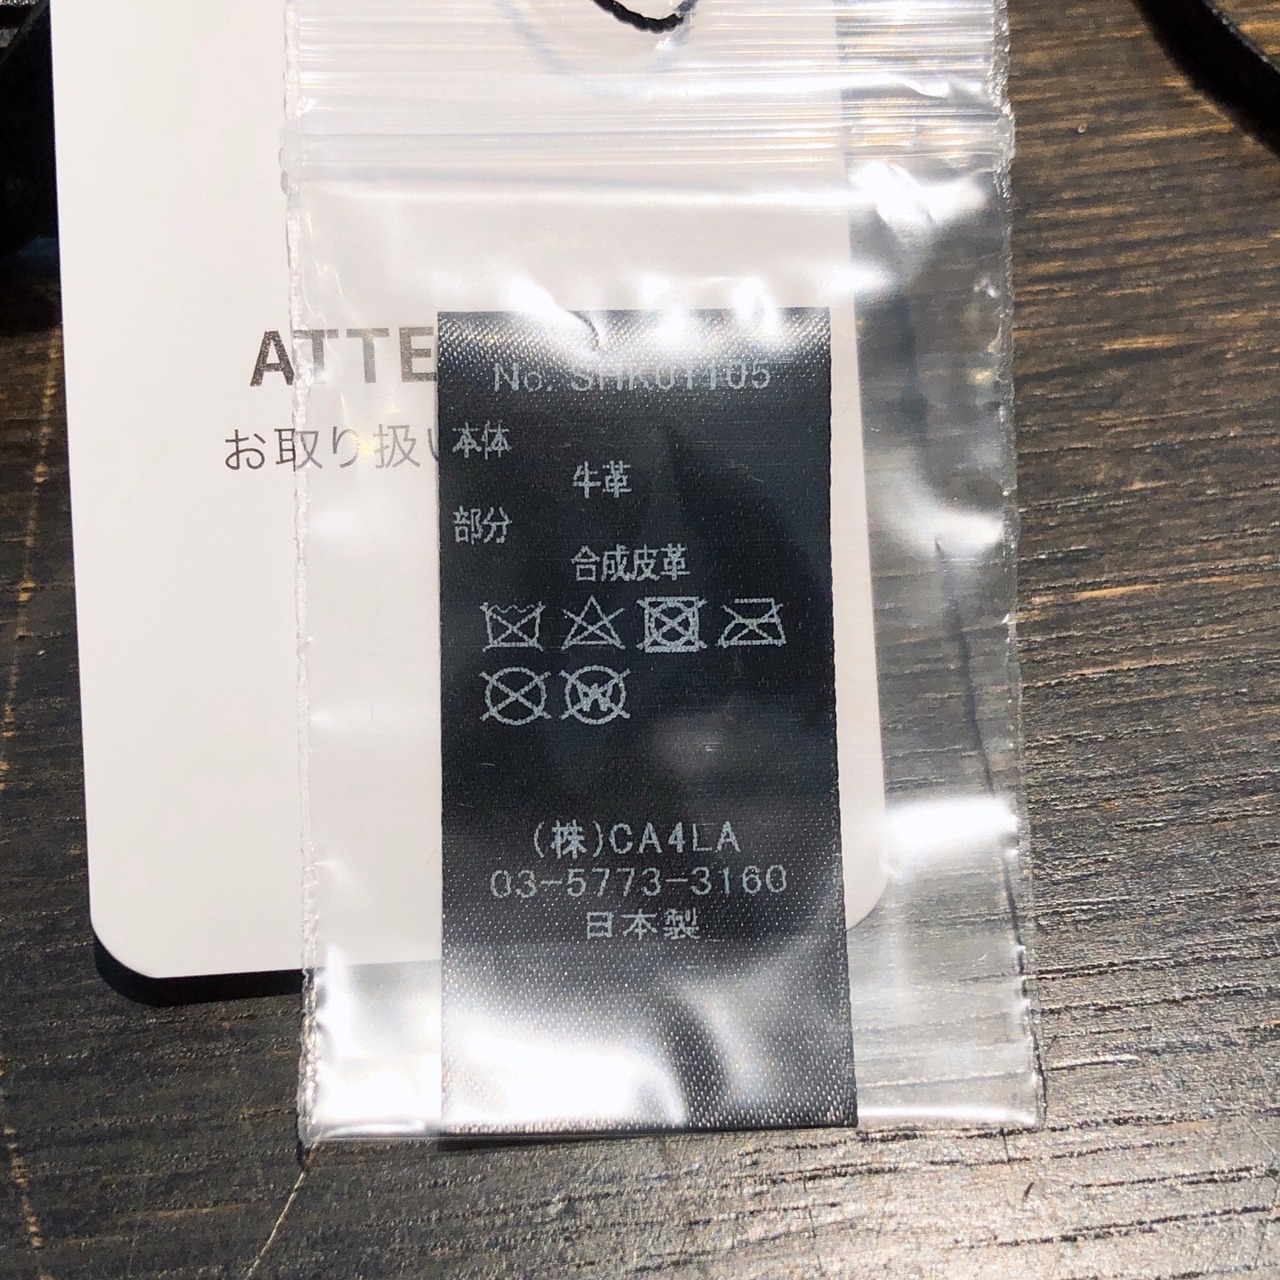 ATTE
お取り扱い
No. SHK01105
本体
牛革
部分
合成皮革
(株)CA4LA
03-5773-3160
日本製